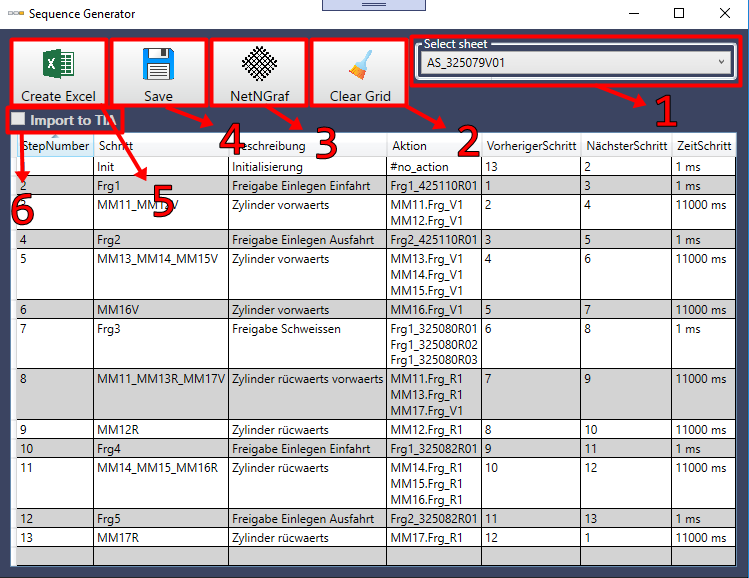 Sequence Generator
Create Excel
Save
NetNGraf
Clear Grid
Select sheet
AS_325079V01
1
2
3
4
5
6
Import to TIA
StepNumber Schritt eschreibung Aktion VorherigerSchritt NächsterSchritt ZeitSchritt
Init Initialisierung #no_action 13 2 1 ms
2 Frg1 Freigabe Einlegen Einfahrt Frg1_425110R01 1 3 1 ms
MM11_MM12V Zylinder vorwaerts MM11.Frg_V1 2 4 11000 ms
MM12.Frg_V1
4 Frg2 Freigabe Einlegen Ausfahrt Frg2_425110R01 3 5 1 ms
5 MM13_MM14_MM15V Zylinder vorwaerts MM13.Frg_V1 4 6 11000 ms
MM14.Frg_V1
MM15.Frg_V1
6 MM16V Zylinder vorwaerts MM16.Frg_V1 5 7 11000 ms
7 Frg3 Freigabe Schweissen Frg1_325080R01 6 8 1 ms
Frg1_325080R02
Frg1_325080R03
8 MM11_MM13R_MM17V Zylinder rücwaerts vorwaerts MM11.Frg_R1 7 9 11000 ms
MM13.Frg_R1
MM17.Frg_V1
9 MM12R Zylinder rücwaerts MM12.Frg_R1 8 10 11000 ms
10 Frg4 Freigabe Einlegen Einfahrt Frg1_325082R01 9 11 1 ms
11 MM14_MM15_MM16R Zylinder rücwaerts MM14.Frg_R1 10 12 11000 ms
MM15.Frg_R1
MM16.Frg_R1
12 Frg5 Freigabe Einlegen Ausfahrt Frg2_325082R01 11 13 1 ms
13 MM17R Zylinder rücwaerts MM17.Frg_R1 12 1 11000 ms